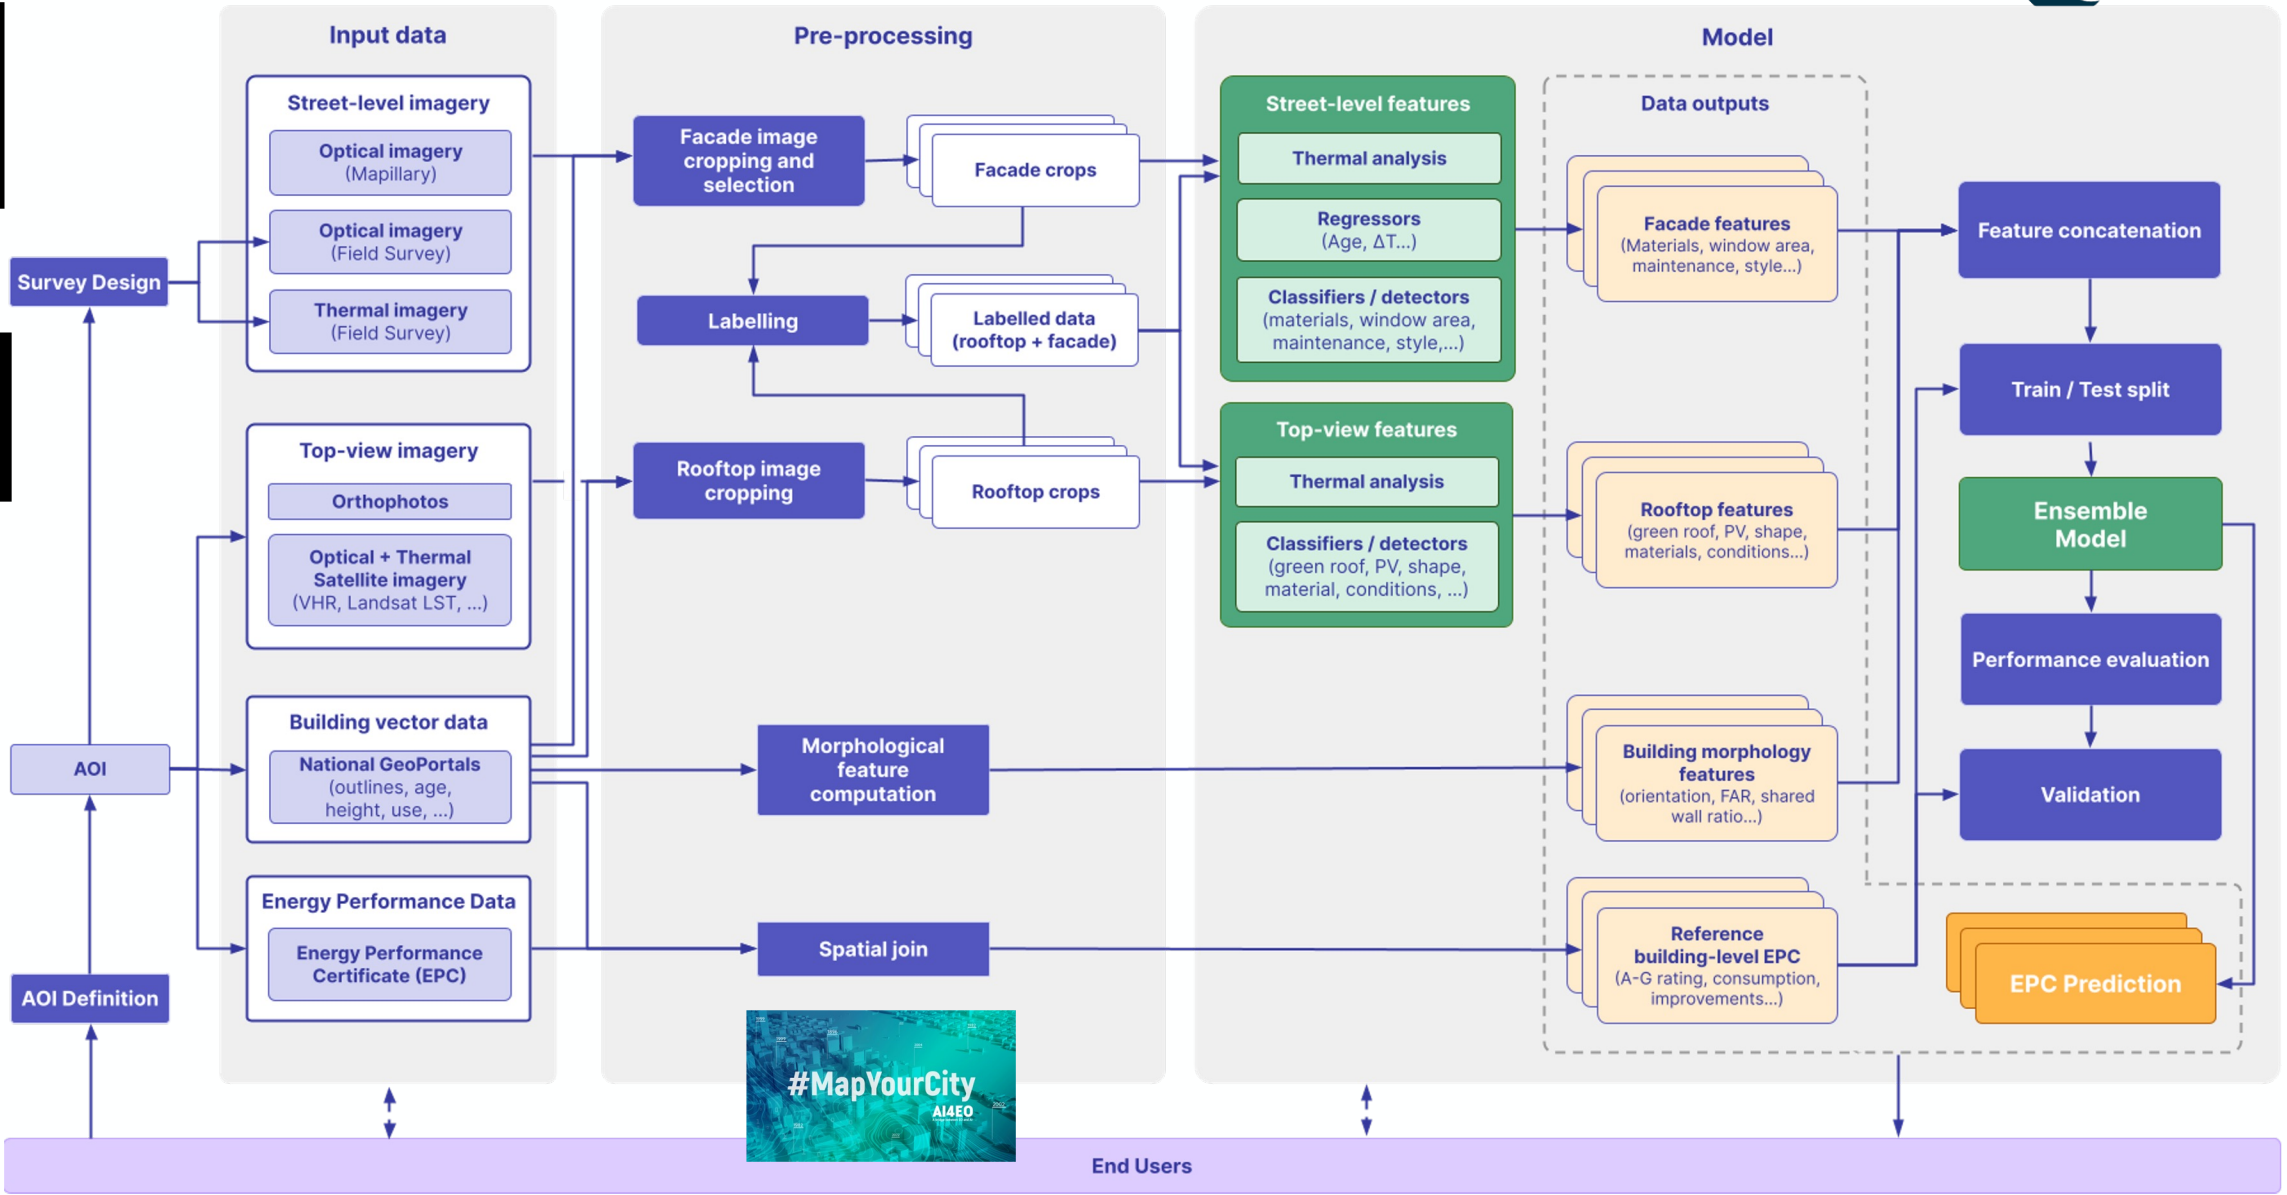 Input data
Pre-processing
Model
Street-level imagery
Optical imagery
(Mapillary)
Optical imagery
(Field Survey)
Thermal imagery
(Field Survey)
Survey Design
Top-view imagery
Orthophotos
Optical + Thermal
Satellite imagery
(VHR, Landsat LST, ...)
AOI
Building vector data
National GeoPortals
(outlines, age,
height, use, ...)
Energy Performance Data
Energy Performance
Certificate (EPC)
AOI Definition
Facade image
cropping and
selection
Facade crops
Labelling
Labelled data
(rooftop + facade)
Rooftop image
cropping
Rooftop crops
Morphological
feature
computation
Spatial join
Street-level features
Thermal analysis
Regressors
(Age, ΔT...)
Classifiers / detectors
(materials, window area,
maintenance, style,...)
Top-view features
Thermal analysis
Classifiers / detectors
(green roof, PV, shape,
material, conditions, ...)
Data outputs
Facade features
(Materials, window area,
maintenance, style...)
Rooftop features
(green roof, PV, shape,
materials, conditions...)
Building morphology
features
(orientation, FAR, shared
wall ratio...)
Reference
building-level EPC
(A-G rating, consumption,
improvements...)
Feature concatenation
Train / Test split
Ensemble
Model
Performance evaluation
Validation
EPC Prediction
#MapYourCity
AI4EO
End Users